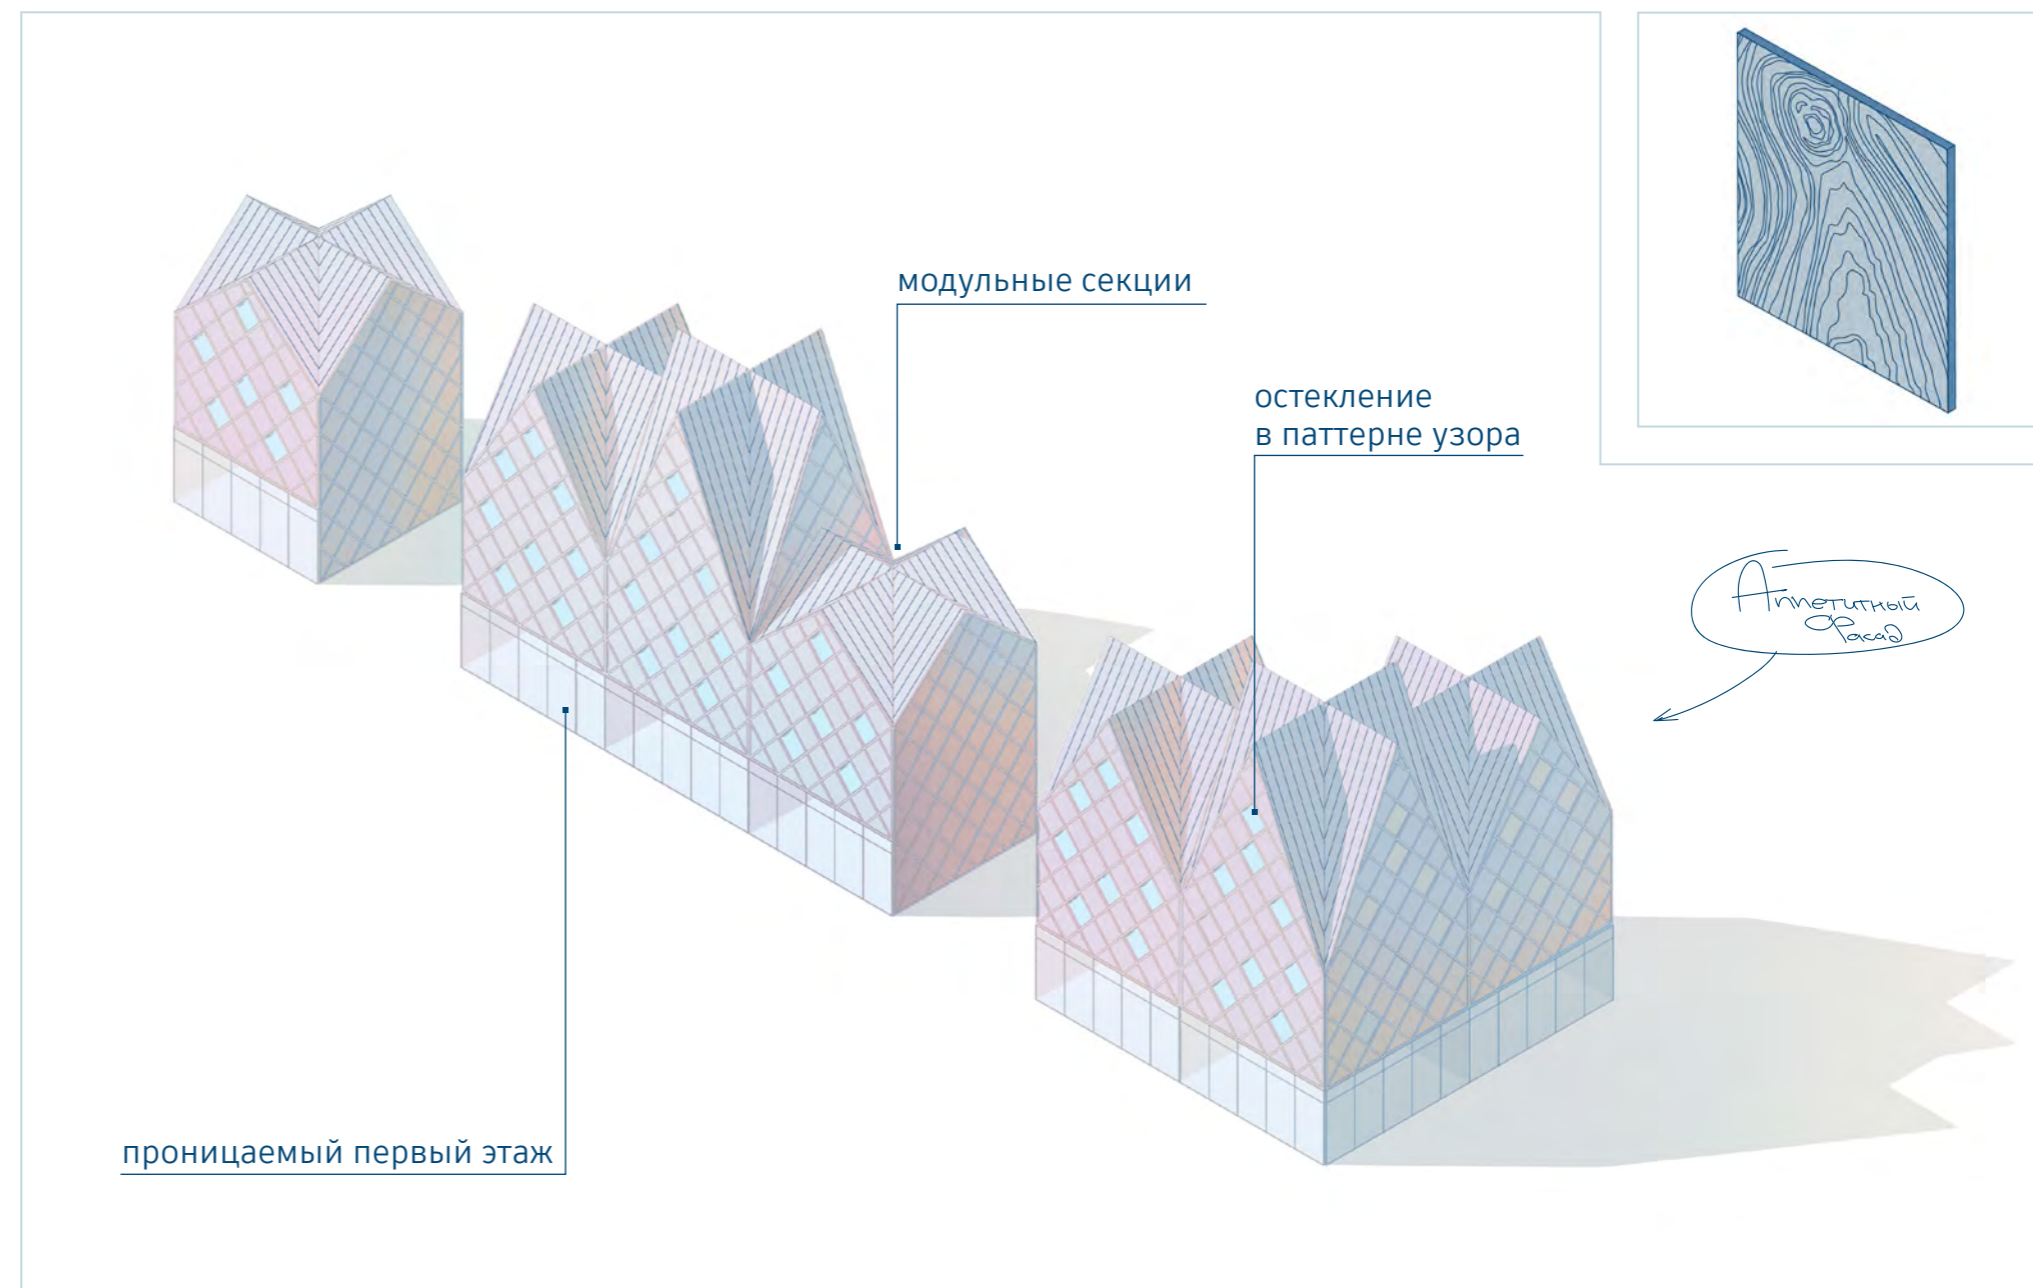 модульные секции
остекление
в паттерне узора
Аппетитный
Фасад
проницаемый первый этаж